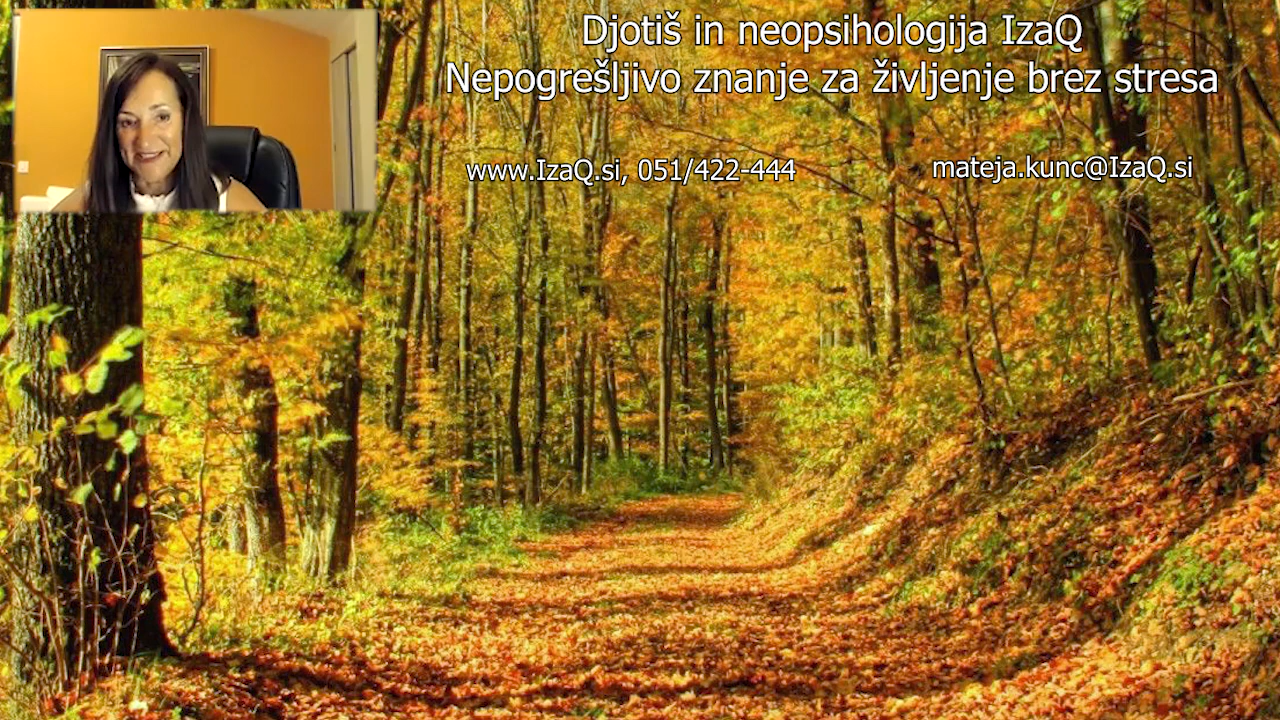 Djotiš in neopsihologija IzaQ
Nepogrešljivo znanje za življenje brez stresa
www.IzaQ.si, 051/422-444 mateja.kunc@IzaQ.si